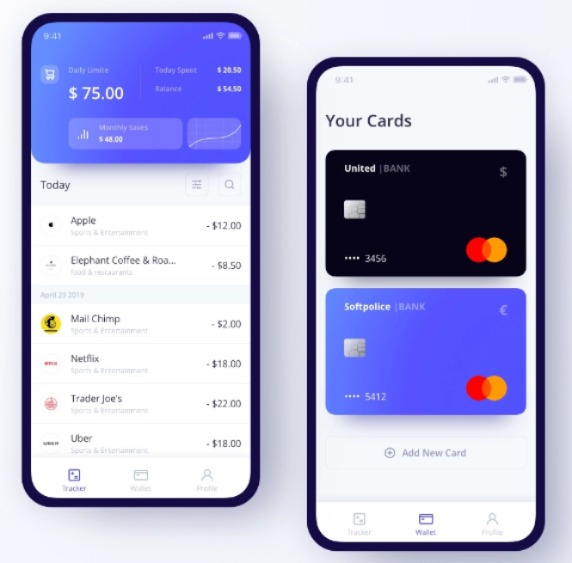 9:41
Daily Limite
$ 75.00
Today Spent $ 20.50
Balance $ 54.50
Monthly Saves
$ 48.00
Today
Apple
Sports & Entertainment
- $12.00
Elephant Coffee & Roa...
food & restaurants
- $8.50
April 29 2019
Mail Chimp
Sports & Entertainment
- $2.00
Netflix
Sports & Entertainment
- $18.00
Trader Joe's
Sports & Entertainment
- $22.00
UBER
Uber
Sports & Entertainment
- $18.00
Tracker Wallet Profile
9:41
Your Cards
United |BANK $
•••• 3456
Softpolice |BANK €
•••• 5412
Add New Card
Tracker Wallet Profile